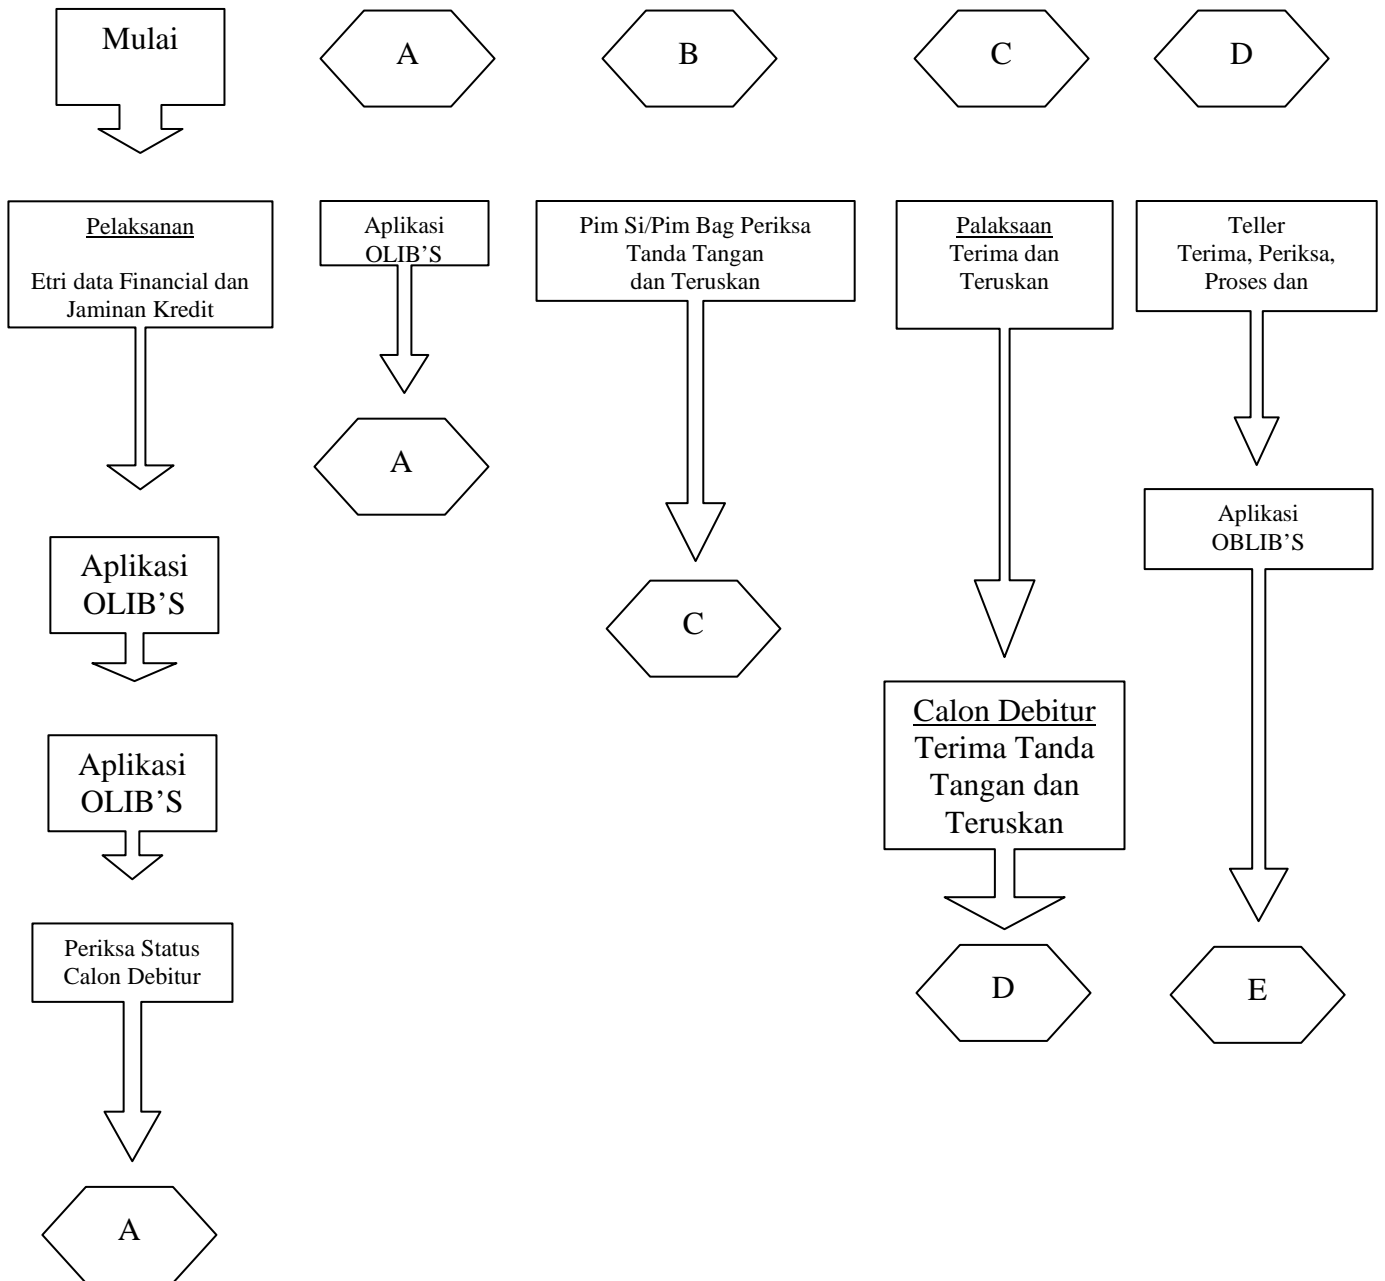 Mulai
A
B
C
D
Pelaksanan
Etri data Financial dan
Jaminan Kredit
Aplikasi
OLIB’S
Aplikasi
OLIB’S
Periksa Status
Calon Debitur
A
Aplikasi
OLIB’S
A
Pim Si/Pim Bag Periksa
Tanda Tangan
dan Teruskan
C
Palaksaan
Terima dan
Teruskan
Calon Debitur
Terima Tanda
Tangan dan
Teruskan
D
Teller
Terima, Periksa,
Proses dan
Aplikasi
OBLIB’S
E